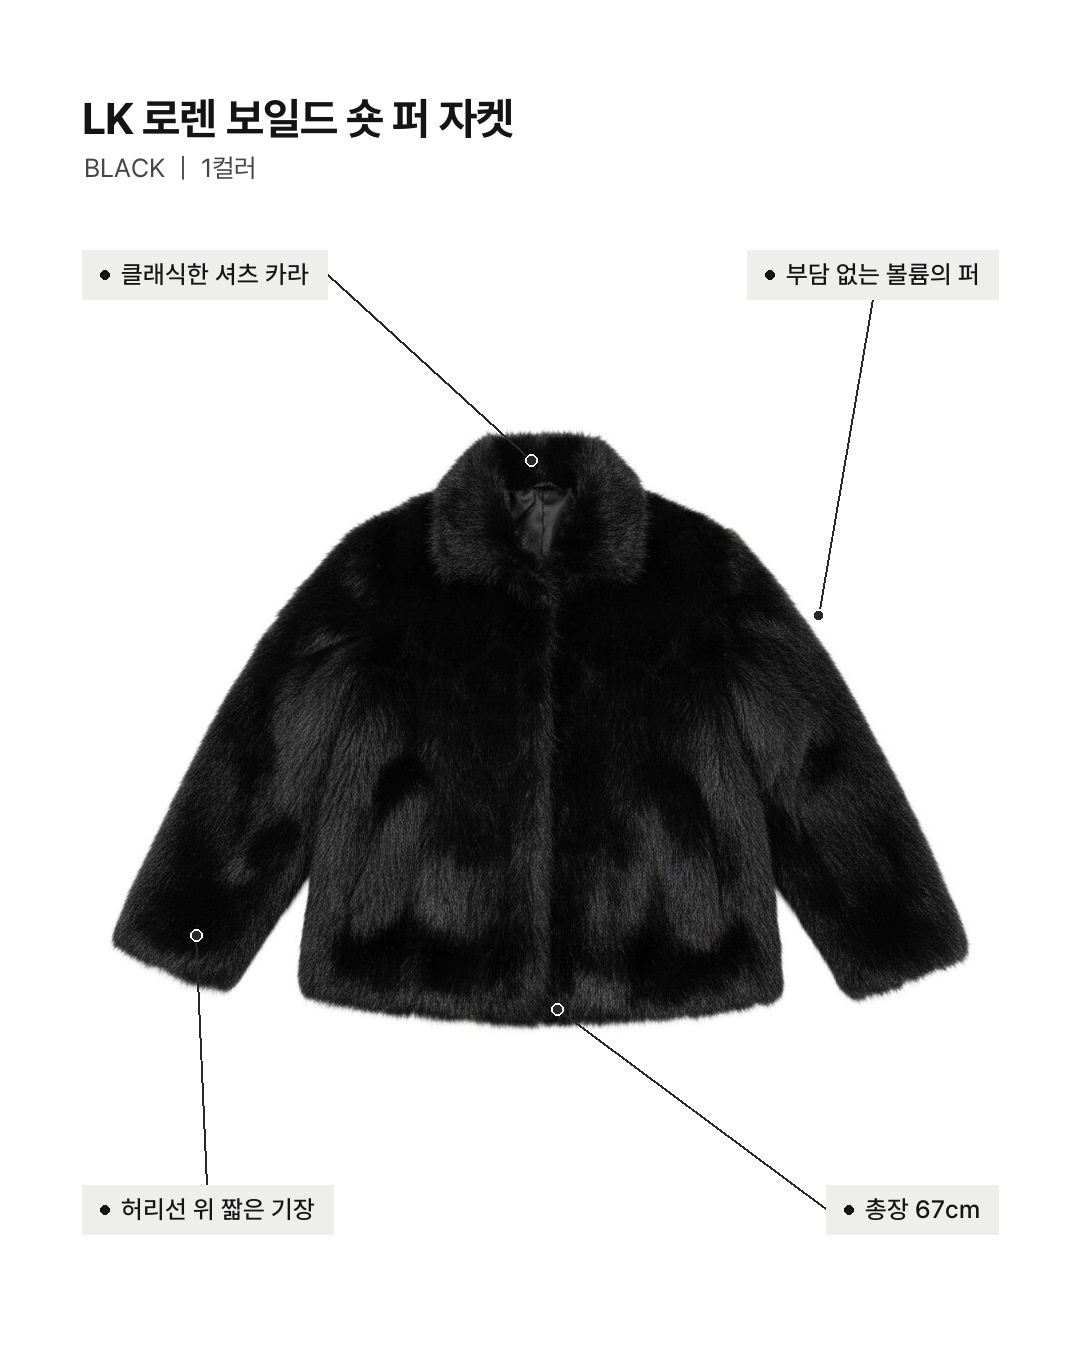 LK 로렌 보일드 숏 퍼 자켓
BLACK | 1컬러
클래식한 셔츠 카라
부담 없는 볼륨의 퍼
허리선 위 짧은 기장
총장 67cm